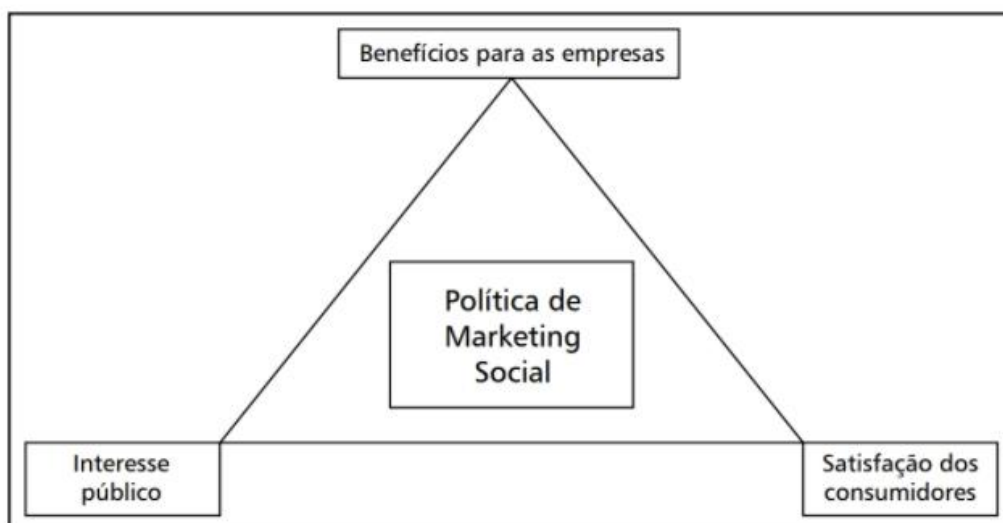 Benefícios para as empresas
Política de
Marketing
Social
Interesse
público
Satisfação dos
consumidores